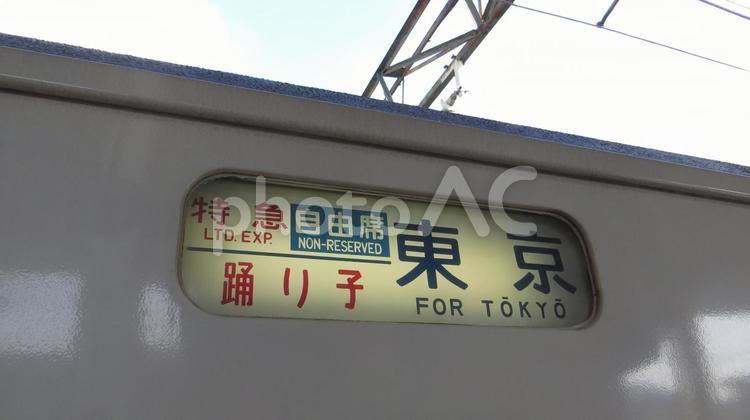 特急 自由席
LTD. EXP. NON-RESERVED
踊り子
東京
FOR TŌKYŌ
photoAC